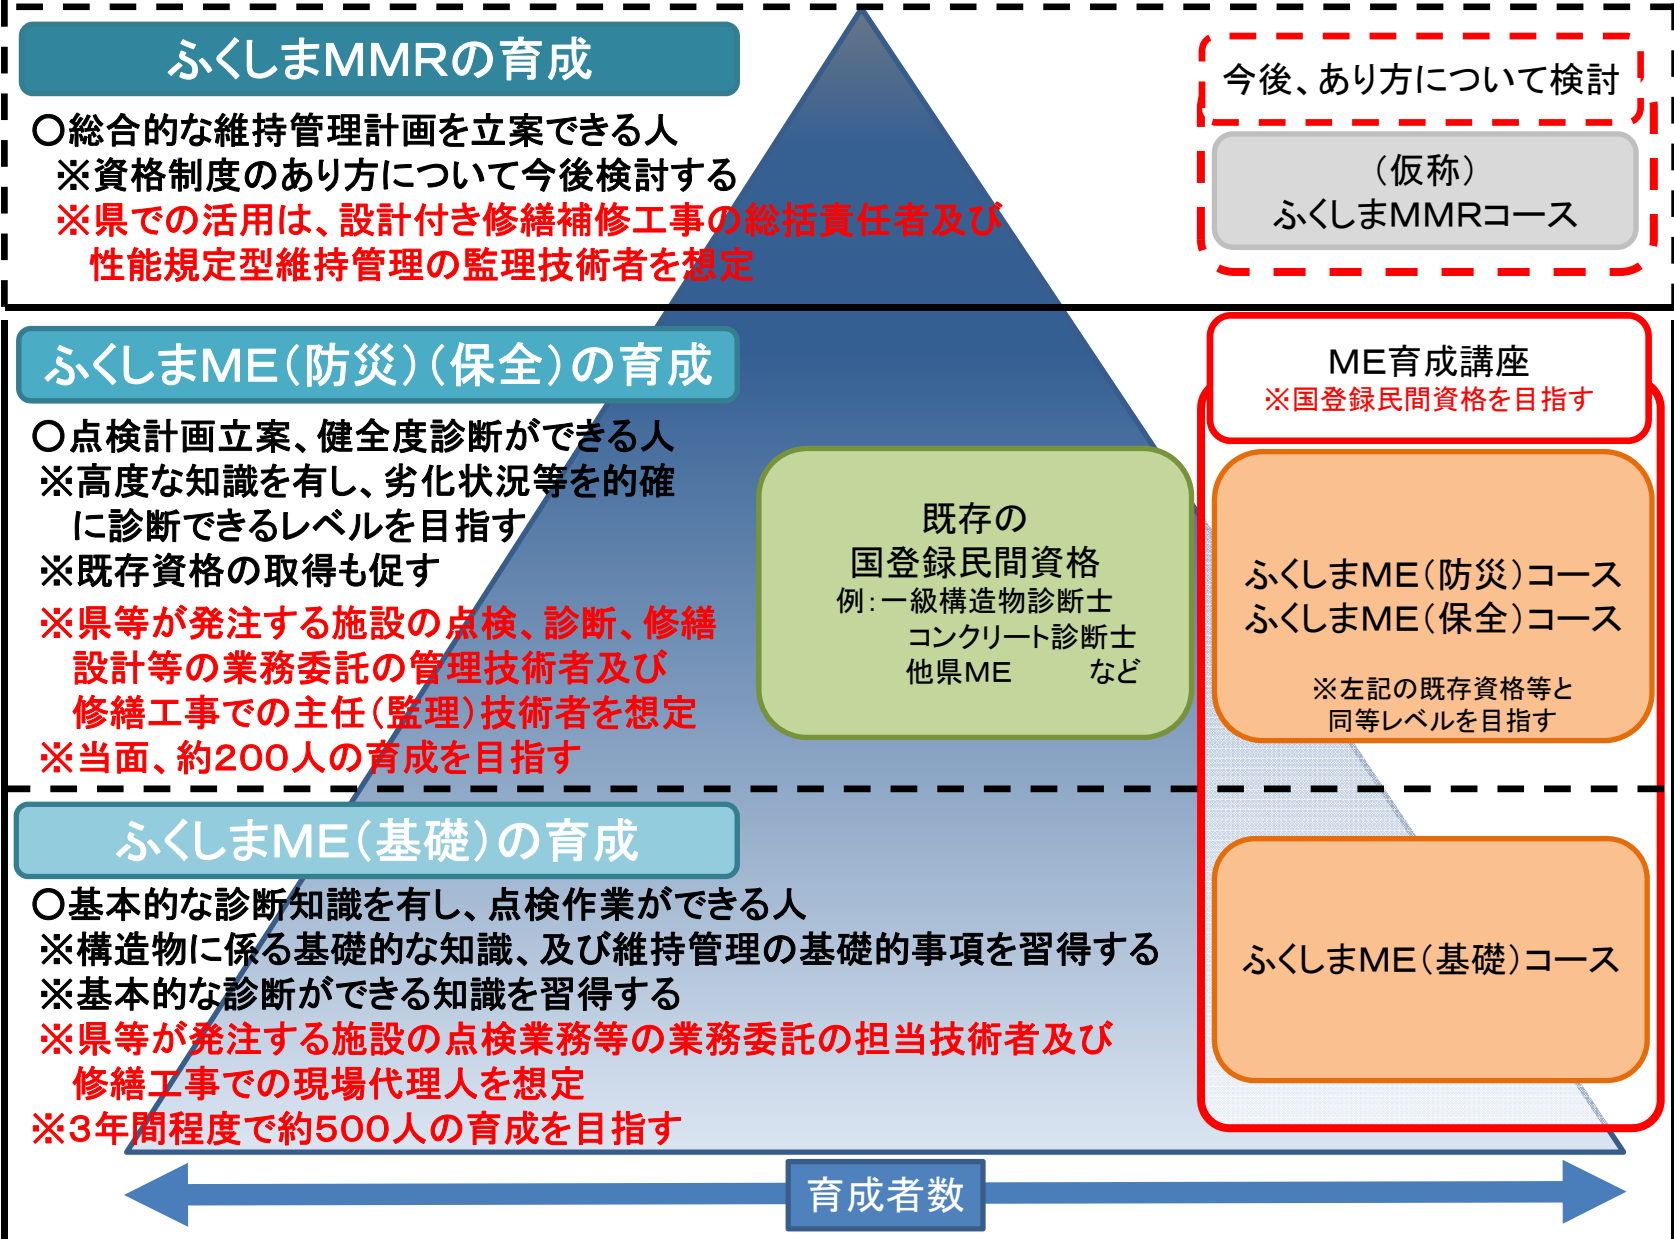 ふくしまMMRの育成
○総合的な維持管理計画を立案できる人
※資格制度のあり方について今後検討する
※県での活用は、設計付き修繕補修工事の総括責任者及び
性能規定型維持管理の監理技術者を想定
今後、あり方について検討
（仮称）
ふくしまMMRコース
ふくしまME（防災）（保全）の育成
○点検計画立案、健全度診断ができる人
※高度な知識を有し、劣化状況等を的確
に診断できるレベルを目指す
※既存資格の取得も促す
※県等が発注する施設の点検、診断、修繕
設計等の業務委託の管理技術者及び
修繕工事での主任（監理）技術者を想定
※当面、約200人の育成を目指す
既存の
国登録民間資格
例：一級構造物診断士
コンクリート診断士
他県ME　など
ME育成講座
※国登録民間資格を目指す
ふくしまME（防災）コース
ふくしまME（保全）コース
※左記の既存資格等と
同等レベルを目指す
ふくしまME（基礎）の育成
○基本的な診断知識を有し、点検作業ができる人
※構造物に係る基礎的な知識、及び維持管理の基礎的事項を習得する
※基本的な診断ができる知識を習得する
※県等が発注する施設の点検業務等の業務委託の担当技術者及び
修繕工事での現場代理人を想定
※3年間程度で約500人の育成を目指す
ふくしまME（基礎）コース
育成者数